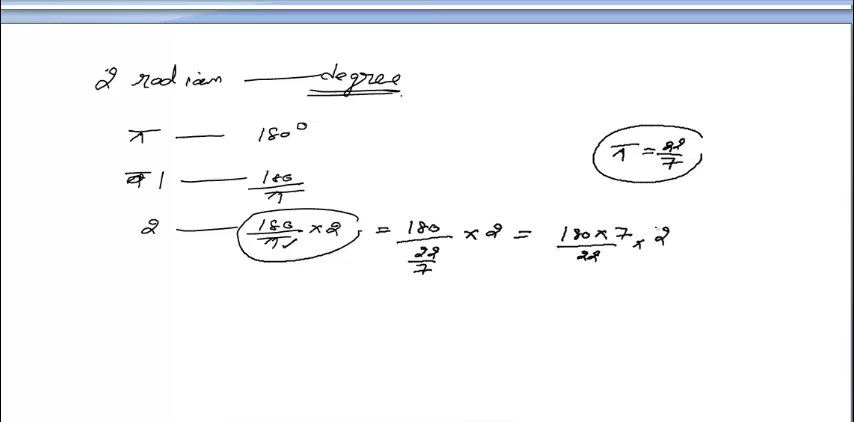 2 radian — degree
π — 180°
1 — 180/π
π = 22/7
2 — 180/π × 2 = 180/(22/7) × 2 = 180 × 7/22 × 2